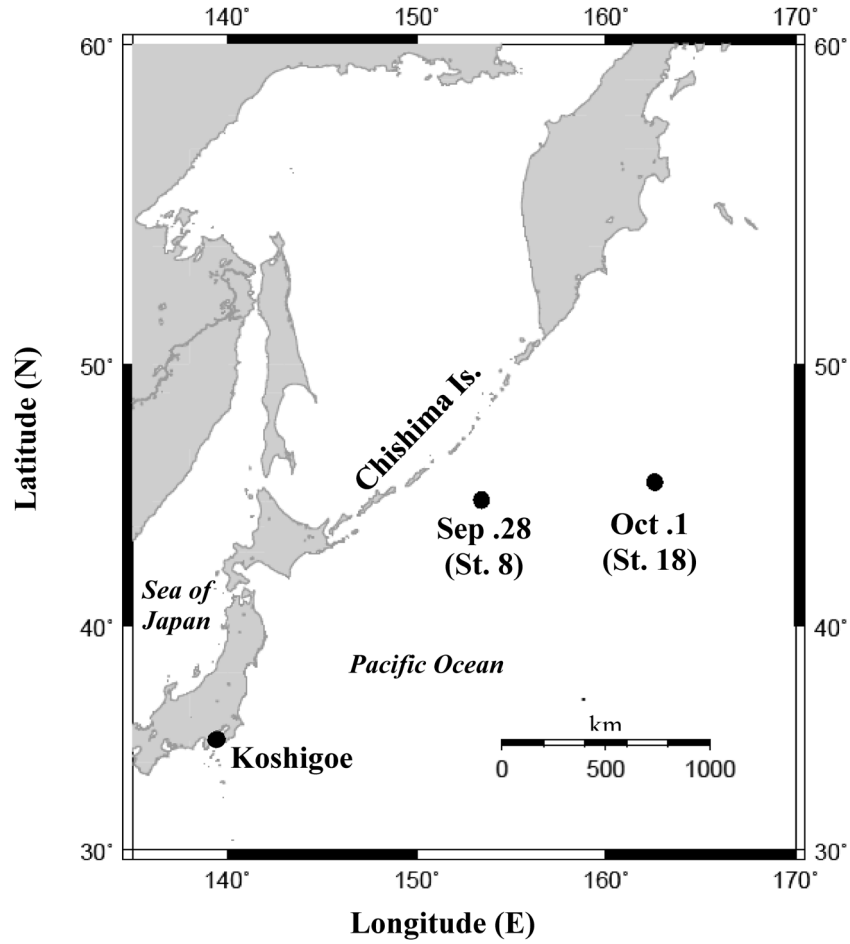 140° 150° 160° 170°
60° 60°
50° 50°
Chishima Is.
Sep .28
(St. 8)
Oct .1
(St. 18)
Sea of
Japan
40° 40°
Pacific Ocean
km
0 500 1000
Koshigoe
30° 30°
140° 150° 160° 170°
Latitude (N)
Longitude (E)